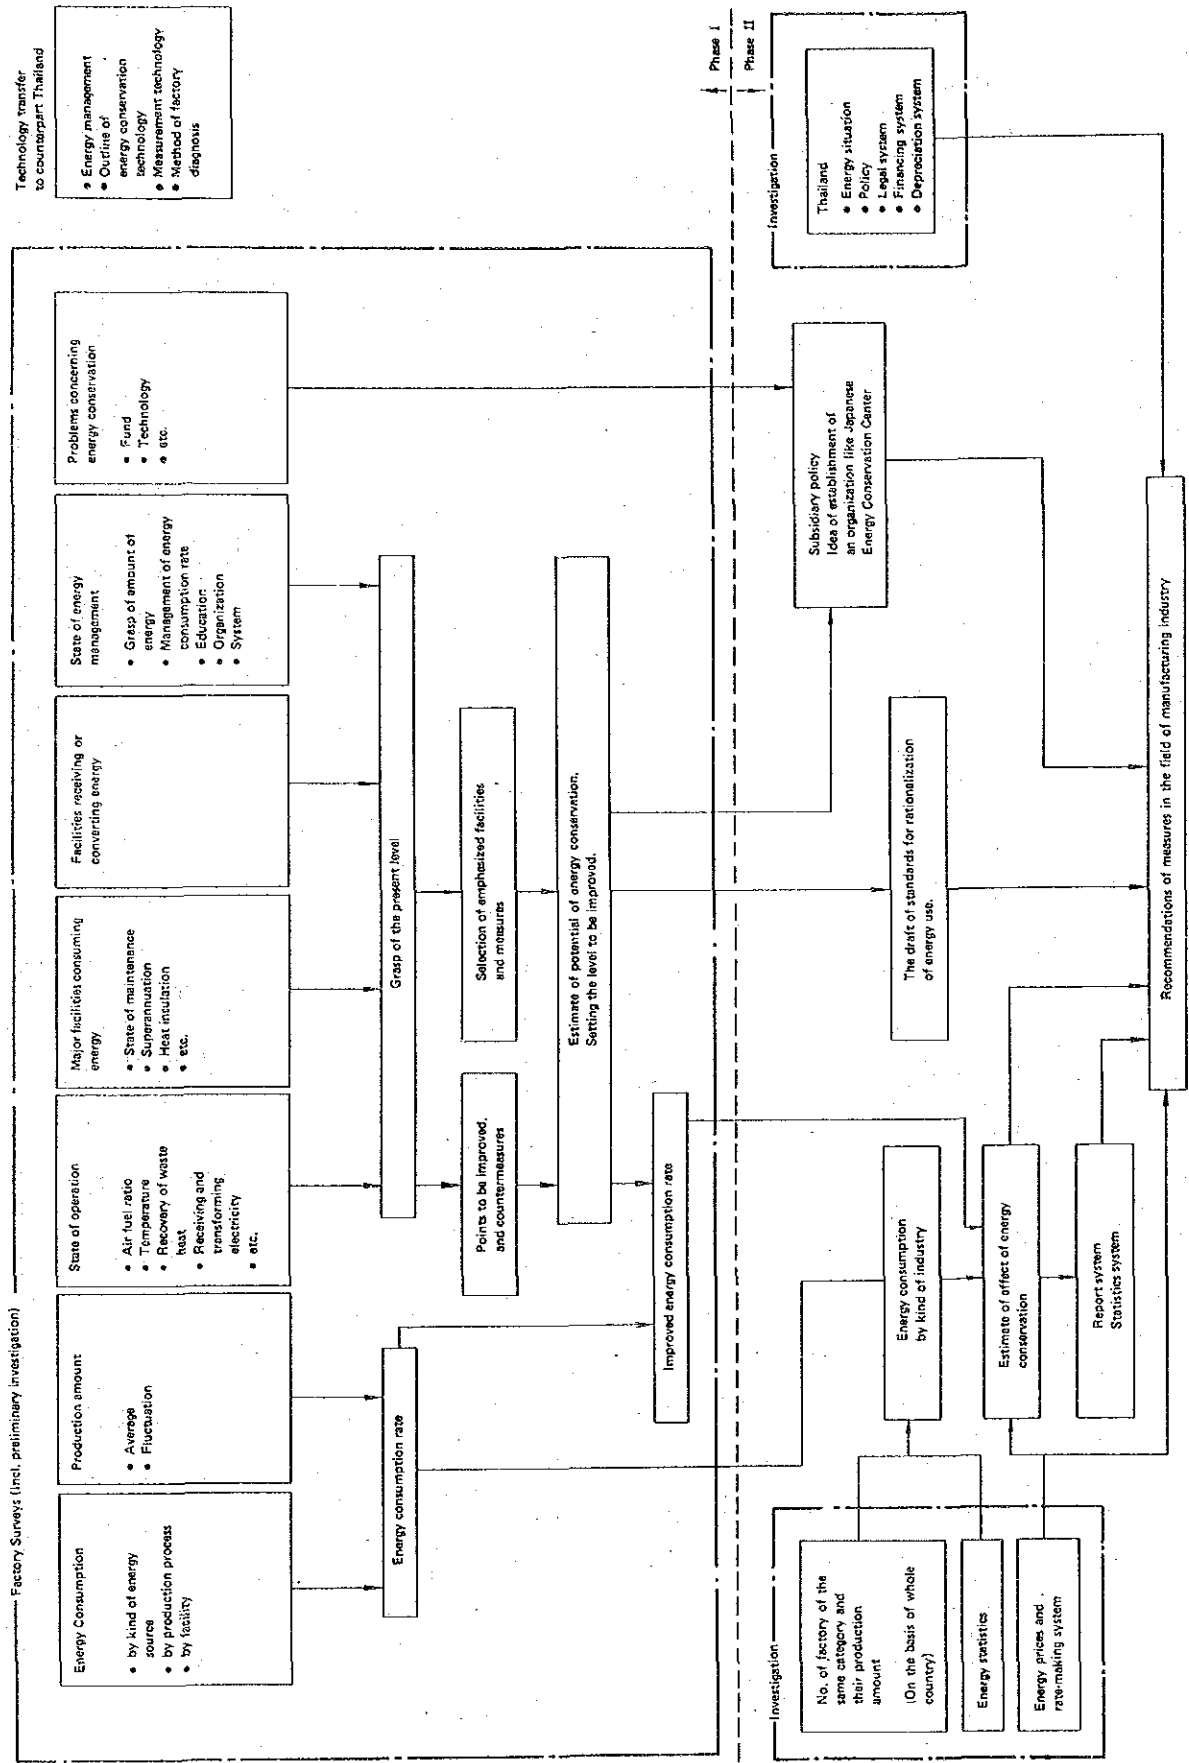 Factory Surveys (Incl. preliminary investigation)
Energy Consumption
• by kind of energy
source
• by production process
• by facility
Production amount
• Average
• Fluctuation
State of operation
• Air fuel ratio
• Temperature
• Recovery of waste
heat
• Receiving and
transforming
electricity
• etc.
Major facilities consuming
energy
• State of maintenance
• Superannuation
• Heat insulation
• etc.
Facilities receiving or
converting energy
State of energy
management
• Grasp of amount of
energy
• Management of energy
consumption rate
• Education
• Organization
• System
Problems concerning
energy conservation
• Fund
• Technology
• etc.
Technology transfer
to counterpart Thailand
• Energy management
• Outline of
energy conservation
technology
• Measurement technology
• Method of factory
diagnosis
Energy consumption rate
Grasp of the present level
Points to be improved,
and countermeasures
Selection of emphasized facilities
and measures
Estimate of potential of energy conservation.
Setting the level to be improved.
Improved energy consumption rate
Phase I
Phase II
Investigation
No. of factory of the
same category and
their production
amount
(On the basis of whole
country)
Energy statistics
Energy prices and
rate-making system
Energy consumption
by kind of industry
Estimate of effect of energy
conservation
Report system
Statistics system
The draft of standards for rationalization
of energy use.
Subsidiary policy
Idea of establishment of
an organization like Japanese
Energy Conservation Center
Investigation
Thailand
• Energy situation
• Policy
• Legal system
• Financing system
• Depreciation system
Recommendations of measures in the field of manufacturing industry